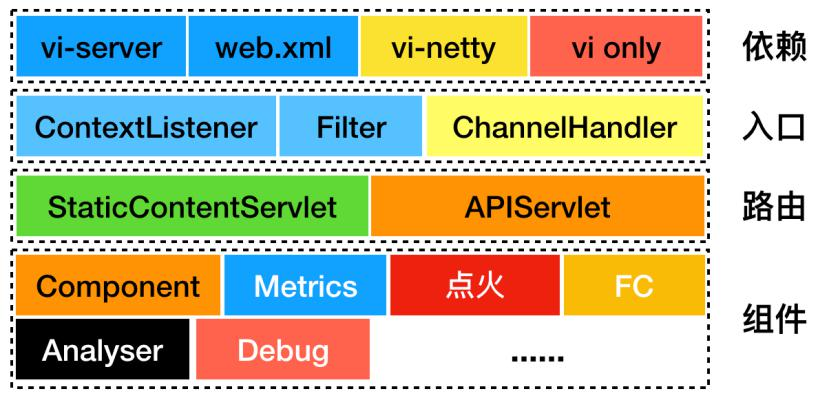 vi-server web.xml vi-netty vi only 依赖
ContextListener Filter ChannelHandler 入口
StaticContentServlet APIServlet 路由
Component Metrics 点火 FC
组件
Analyser Debug ......